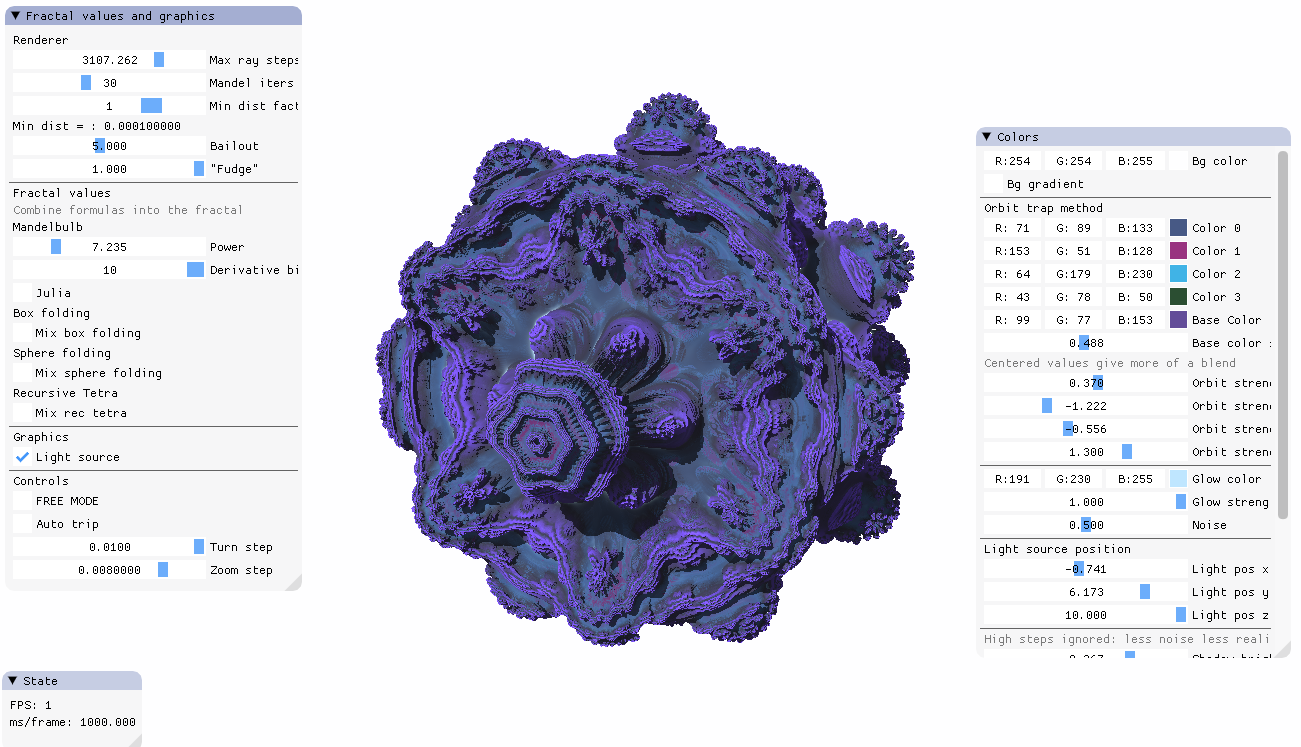 Fractal values and graphics
Renderer
3107.262 Max ray steps
30 Mandel iters
1 Min dist fact
Min dist = : 0.000100000
5.000 Bailout
1.000 "Fudge"
Fractal values
Combine formulas into the fractal
Mandelbulb
7.235 Power
10 Derivative bi
Julia
Box folding
Mix box folding
Sphere folding
Mix sphere folding
Recursive Tetra
Mix rec tetra
Graphics
Light source
Controls
FREE MODE
Auto trip
0.0100 Turn step
0.0080000 Zoom step
State
FPS: 1
ms/frame: 1000.000
Colors
R:254 G:254 B:255 Bg color
Bg gradient
Orbit trap method
R: 71 G: 89 B:133 Color 0
R:153 G: 51 B:128 Color 1
R: 64 G:179 B:230 Color 2
R: 43 G: 78 B: 50 Color 3
R: 99 G: 77 B:153 Base Color
0.488 Base color
Centered values give more of a blend
0.370 Orbit stren
-1.222 Orbit stren
-0.556 Orbit stren
1.300 Orbit stren
R:191 G:230 B:255 Glow color
1.000 Glow streng
0.500 Noise
Light source position
-0.741 Light pos x
6.173 Light pos y
10.000 Light pos z
High steps ignored: less noise less reali